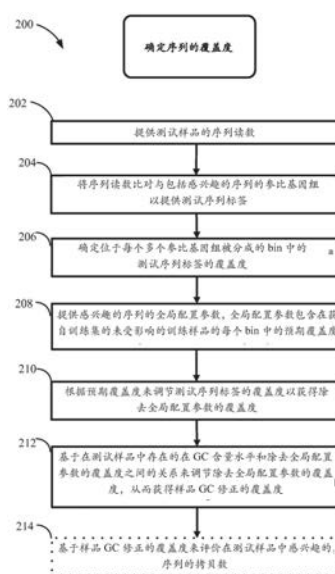 200
确定序列的覆盖度
202
提供测试样品的序列读数
204
将序列读数比对与包括感兴趣的序列的参比基因组
以提供测试序列标签
206
确定位于每个多个参比基因组被分成的bin中的
测试序列标签的覆盖度
208
提供感兴趣的序列的全局配置参数,全局配置参数包含在获
自训练集的未受影响的训练样品的每个bin中的预期覆盖度
210
根据预期覆盖度来调节测试序列标签的覆盖度以获得除
去全局配置参数的覆盖度
212
基于在测试样品中存在的在GC含量水平和除去全局配置
参数的覆盖度之间的关系来调节除去全局配置参数的覆盖
度,从而获得样品GC修正的覆盖度
214
基于样品GC修正的覆盖度来评价在测试样品中感兴趣的
序列的拷贝数